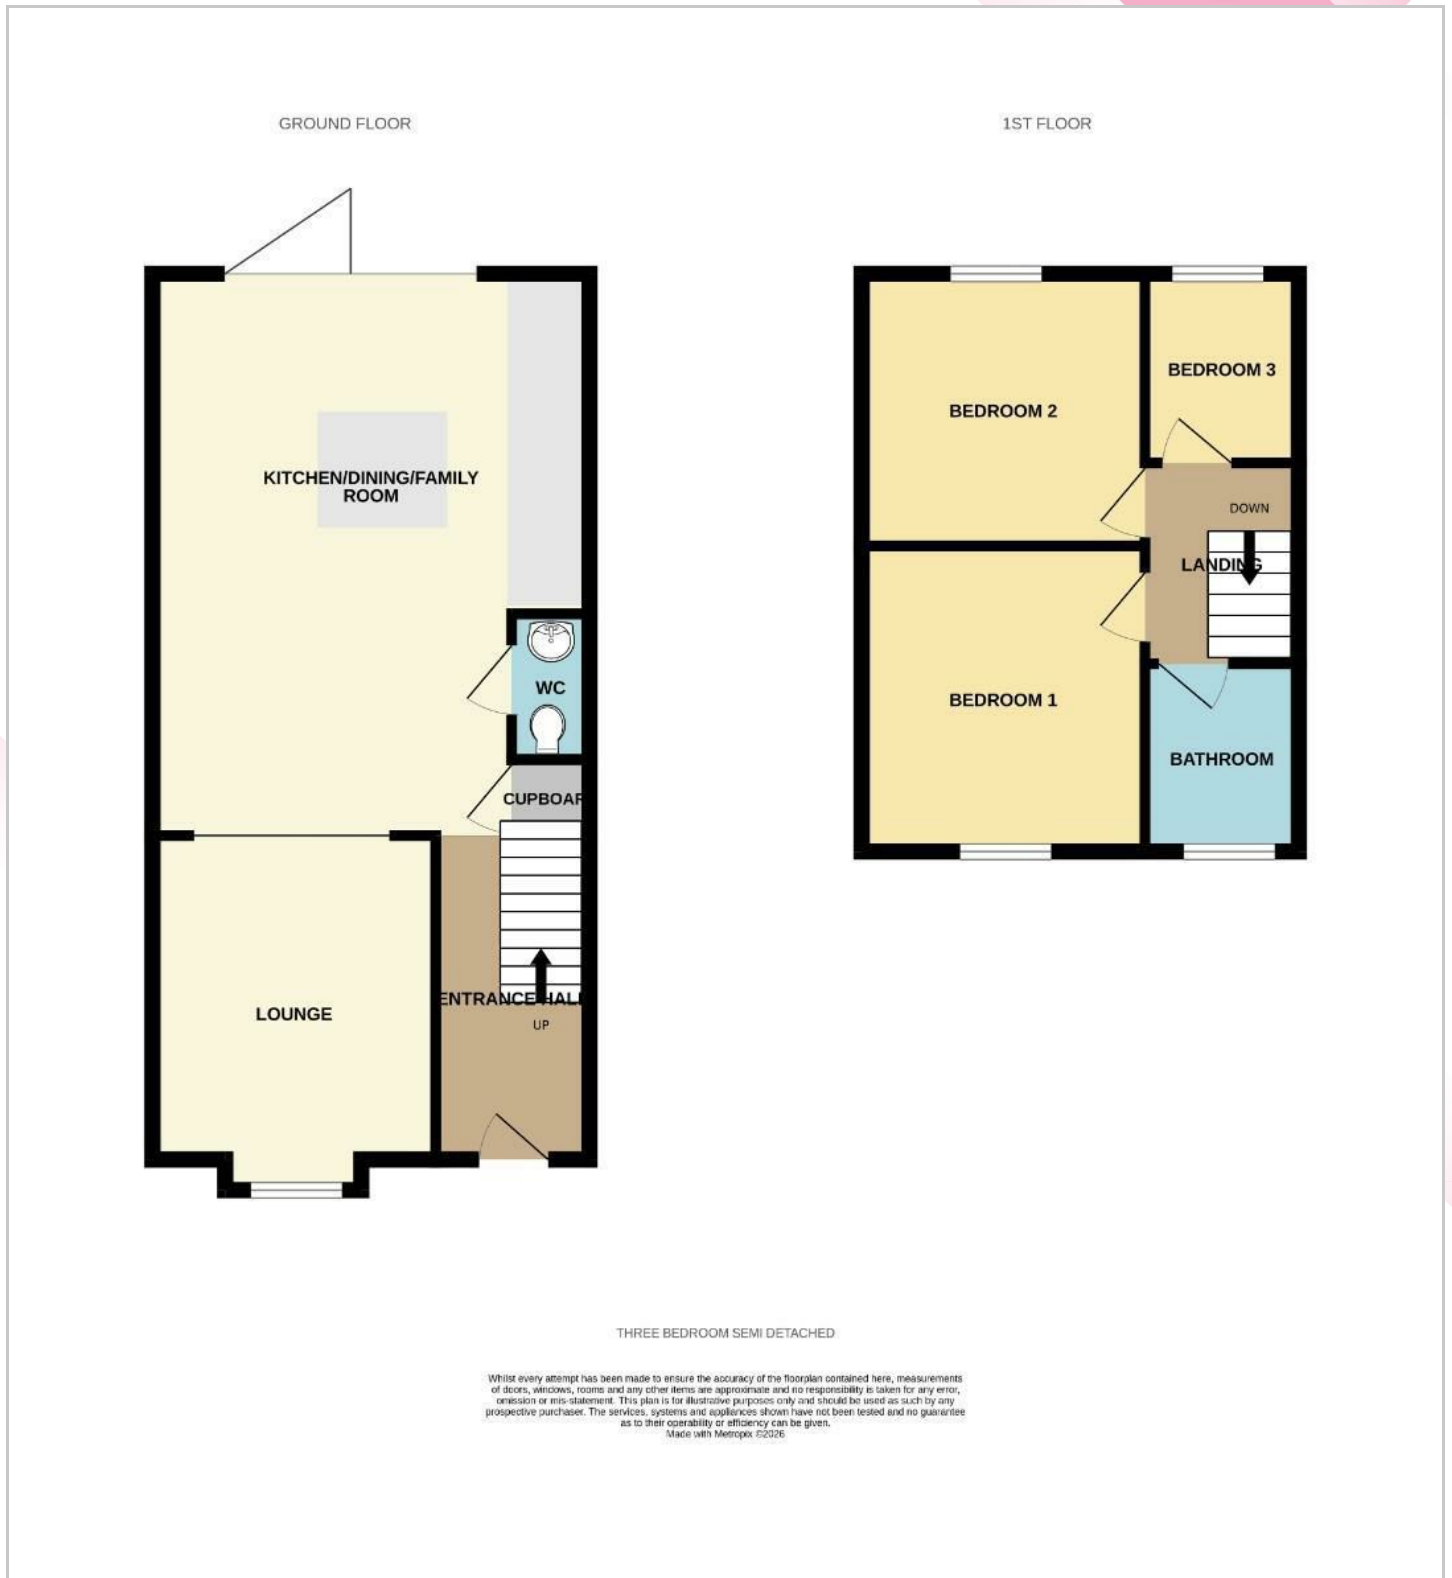 GROUND FLOOR
1ST FLOOR
KITCHEN/DINING/FAMILY
ROOM
WC
CUPBOAR
LOUNGE
ENTRANCE HALL
UP
BEDROOM 2
BEDROOM 3
DOWN
LANDING
BEDROOM 1
BATHROOM
THREE BEDROOM SEMI DETACHED
Whilst every attempt has been made to ensure the accuracy of the floorplan contained here, measurements
of doors, windows, rooms and any other items are approximate and no responsibility is taken for any error,
omission or mis-statement. This plan is for illustrative purposes only and should be used as such by any
prospective purchaser. The services, systems and appliances shown have not been tested and no guarantee
as to their operability or efficiency can be given.
Made with Metropix ©2026